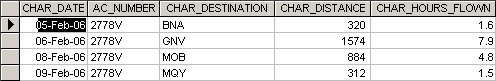 CHAR_DATE AC_NUMBER CHAR_DESTINATION CHAR_DISTANCE CHAR_HOURS_FLOWN
05-Feb-06 2778V BNA 320 1.6
06-Feb-06 2778V GNV 1574 7.9
08-Feb-06 2778V MOB 884 4.8
09-Feb-06 2778V MQY 312 1.5